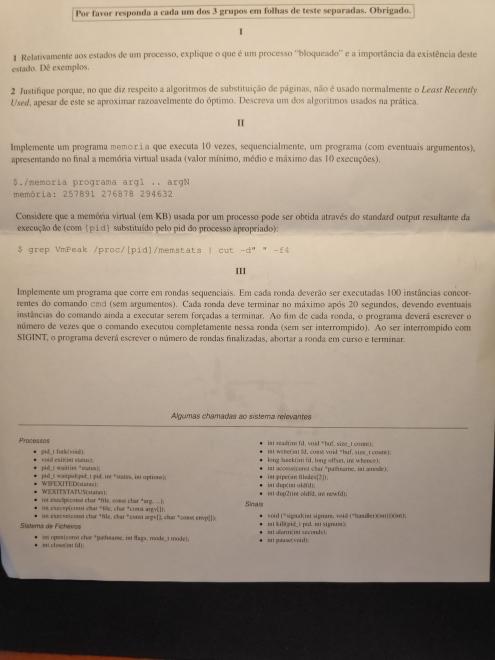 Por favor responda a cada um dos 3 grupos em folhas de teste separadas. Obrigado.
I
1 Relativamente aos estados de um processo, explique o que é um processo “bloqueado” e a importância da existência deste
estado. Dê exemplos.
2 Justifique porque, no que diz respeito a algoritmos de substituição de páginas, não é usado normalmente o Least Recently
Used, apesar de este se aproximar razoavelmente do óptimo. Descreva um dos algoritmos usados na prática.
II
Implemente um programa memoria que executa 10 vezes, sequencialmente, um programa (com eventuais argumentos),
apresentando no final a memória virtual usada (valor mínimo, médio e máximo das 10 execuções).
$./memoria programa arg1 .. argN
memória: 257891 276878 294632
Considere que a memória virtual (em KB) usada por um processo pode ser obtida através do standard output resultante da
execução de (com {pid} substituído pelo pid do processo apropriado):
$ grep VmPeak /proc/{pid}/memstats | cut -d" " -f4
III
Implemente um programa que corre em rondas sequenciais. Em cada ronda deverão ser executadas 100 instâncias concor-
rentes do comando cmd (sem argumentos). Cada ronda deve terminar no máximo após 20 segundos, devendo eventuais
instâncias do comando ainda a executar serem forçadas a terminar. Ao fim de cada ronda, o programa deverá escrever o
número de vezes que o comando executou completamente nessa ronda (sem ser interrompido). Ao ser interrompido com
SIGINT, o programa deverá escrever o número de rondas finalizadas, abortar a ronda em curso e terminar.
Algumas chamadas ao sistema relevantes
Processos
• pid_t fork(void);
• void exit(int status);
• pid_t wait(int *status);
• pid_t waitpid(pid_t pid, int *status, int options);
• WIFEXITED(status);
• WEXITSTATUS(status);
• int execlp(const char *file, const char *arg, ...);
• int execvp(const char *file, char *const argv[]);
• int execve(const char *file, char *const argv[], char *const envp[]);
Sistema de Ficheiros
• int open(const char *pathname, int flags, mode_t mode);
• int close(int fd);
• int read(int fd, void *buf, size_t count);
• int write(int fd, const void *buf, size_t count);
• long lseek(int fd, long offset, int whence);
• int access(const char *pathname, int amode);
• int pipe(int filedes[2]);
• int dup(int oldfd);
• int dup2(int oldfd, int newfd);
Sinais
• void (*signal(int signum, void (*handler)(int)))(int);
• int kill(pid_t pid, int signum);
• int alarm(int seconds);
• int pause(void);